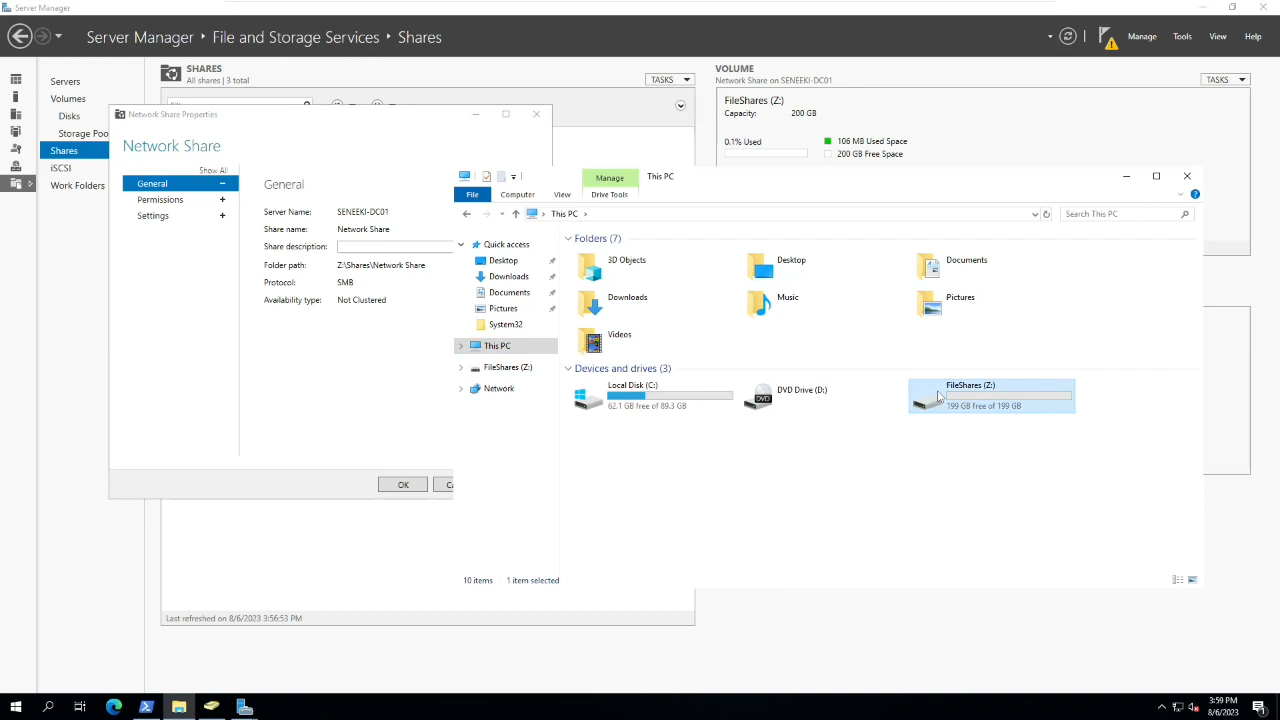 Server Manager
Server Manager • File and Storage Services • Shares
Manage Tools View Help
Servers
Volumes
Disks
Storage Poo
Shares
iSCSI
Work Folders
SHARES
All shares | 3 total
TASKS
VOLUME
Network Share on SENEEKI-DC01
TASKS
FileShares (Z:)
Capacity: 200 GB
0.1% Used
106 MB Used Space
200 GB Free Space
Network Share Properties
Network Share
Show All
General −
Permissions +
Settings +
General
Server Name: SENEEKI-DC01
Share name: Network Share
Share description:
Folder path: Z:\Shares\Network Share
Protocol: SMB
Availability type: Not Clustered
OK
Ca
Manage
This PC
File
Computer
View
Drive Tools
This PC
Search This PC
Quick access
Desktop
Downloads
Documents
Pictures
System32
This PC
FileShares (Z:)
Network
Folders (7)
3D Objects
Desktop
Documents
Downloads
Music
Pictures
Videos
Devices and drives (3)
Local Disk (C:)
62.1 GB free of 89.3 GB
DVD Drive (D:)
DVD
FileShares (Z:)
199 GB free of 199 GB
10 items
1 item selected
Last refreshed on 8/6/2023 3:56:53 PM
3:59 PM
8/6/2023
1